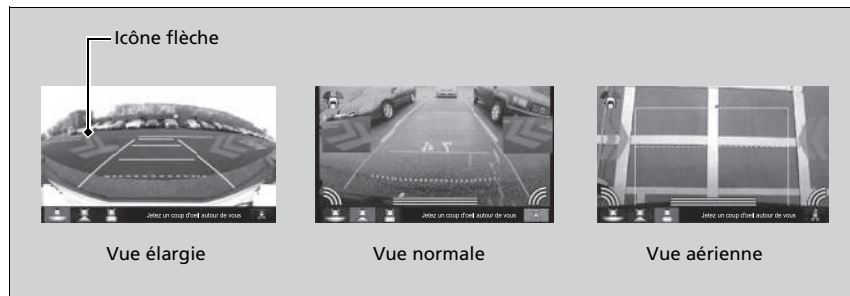 Icône flèche
Jetez un coup d'oeil autour de vous
Jetez un coup d'oeil autour de vous
Jetez un coup d'oeil autour de vous
Vue élargie
Vue normale
Vue aérienne